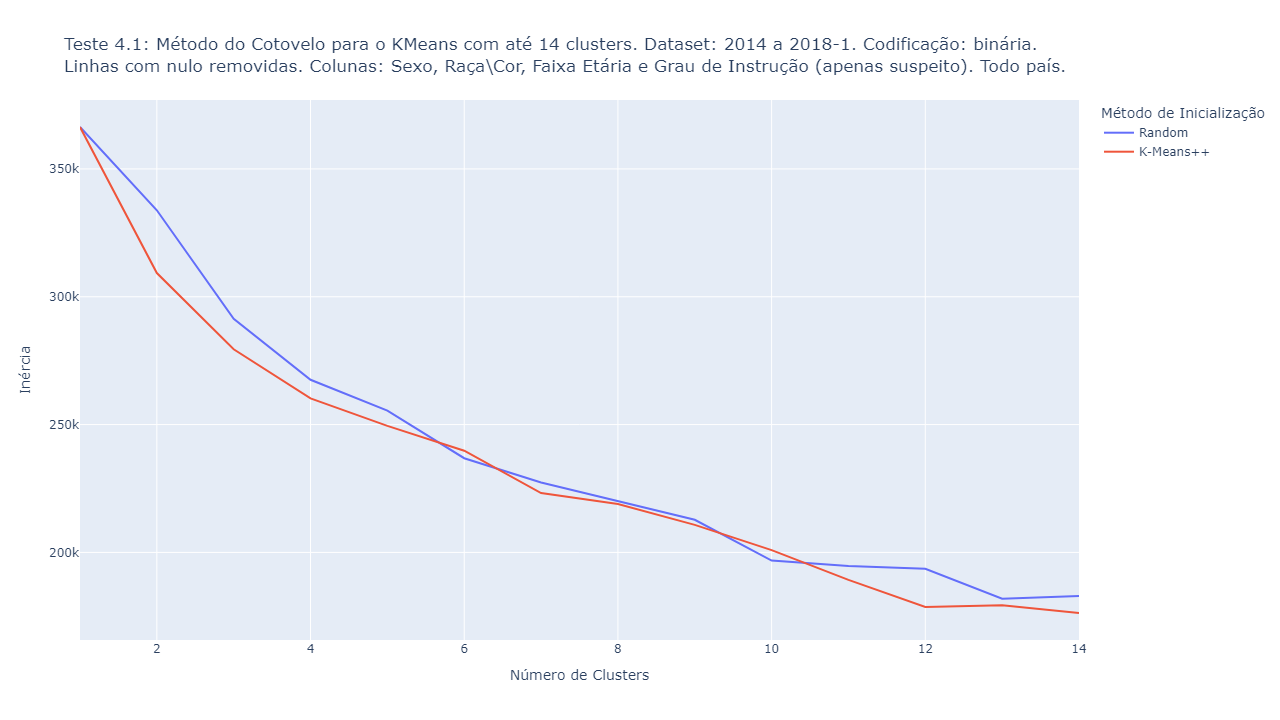 Teste 4.1: Método do Cotovelo para o KMeans com até 14 clusters. Dataset: 2014 a 2018-1. Codificação: binária.
Linhas com nulo removidas. Colunas: Sexo, Raça\Cor, Faixa Etária e Grau de Instrução (apenas suspeito). Todo país.
Método de Inicialização
Random
K-Means++
350k
300k
250k
200k
Inércia
2
4
6
8
10
12
14
Número de Clusters